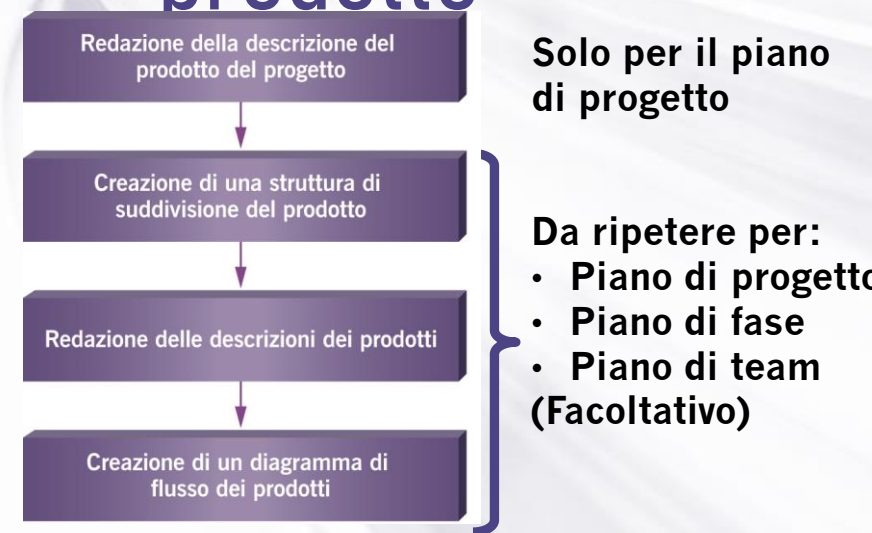 prodotto
Redazione della descrizione del
prodotto del progetto
Solo per il piano
di progetto
Creazione di una struttura di
suddivisione del prodotto
Redazione delle descrizioni dei prodotti
Creazione di un diagramma di
flusso dei prodotti
Da ripetere per:
• Piano di progetto
• Piano di fase
• Piano di team
(Facoltativo)